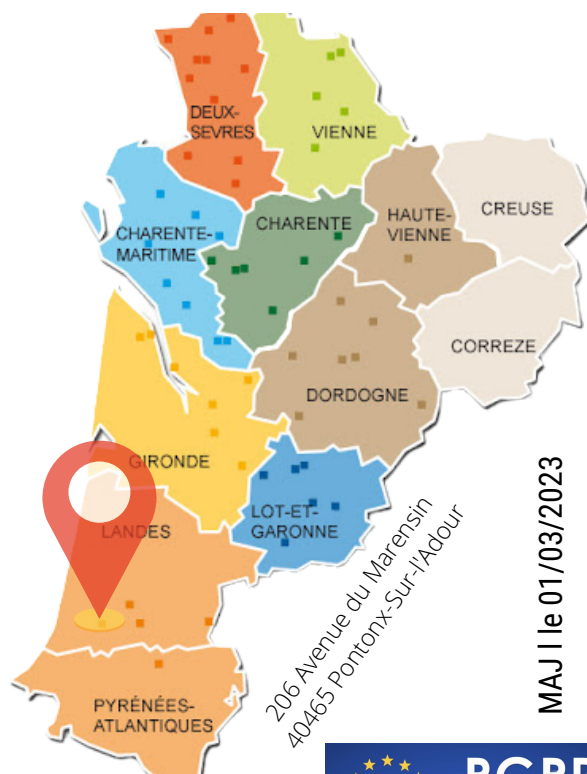 DEUX-
SEVRES
VIENNE
CHARENTE-
MARITIME
CHARENTE
HAUTE-
VIENNE
CREUSE
CORREZE
DORDOGNE
GIRONDE
LOT-ET-
GARONNE
LANDES
PYRÉNÉES-
ATLANTIQUES
206 Avenue du Marensin
40465 Pontonx-Sur-l'Adour
MAJ l le 01/03/2023